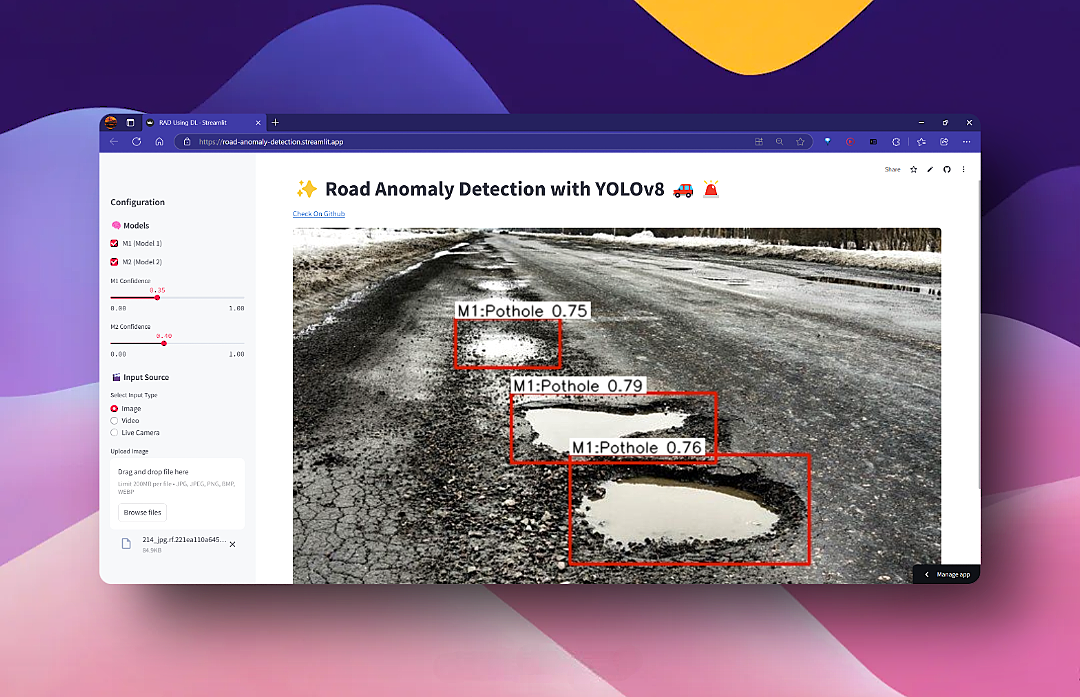 RAD Using DL · Streamlit
https://road-anomaly-detection.streamlit.app
Share
Configuration
Models
M1 (Model 1)
M2 (Model 2)
M1 Confidence
0.35
0.00 1.00
M2 Confidence
0.40
0.00 1.00
Input Source
Select Input Type
Image
Video
Live Camera
Upload Image
Drag and drop file here
Limit 200MB per file • JPG, JPEG, PNG, BMP,
WEBP
Browse files
214_jpg.rf.221ea110a645...
84.9KB
✨ Road Anomaly Detection with YOLOv8 🚗 🚨
Check On Github
M1:Pothole 0.75
M1:Pothole 0.79
M1:Pothole 0.76
Manage app